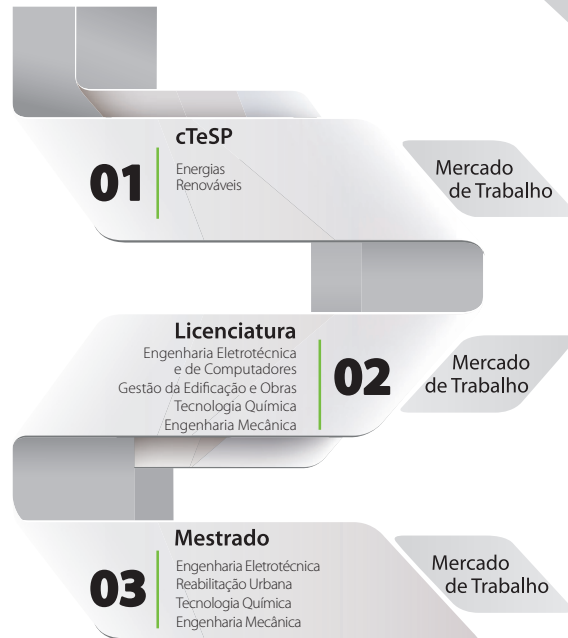 cTeSP
01
Energias
Renováveis
Mercado
de Trabalho
Licenciatura
Engenharia Eletrotécnica
e de Computadores
Gestão da Edificação e Obras
Tecnologia Química
Engenharia Mecânica
02
Mercado
de Trabalho
Mestrado
03
Engenharia Eletrotécnica
Reabilitação Urbana
Tecnologia Química
Engenharia Mecânica
Mercado
de Trabalho